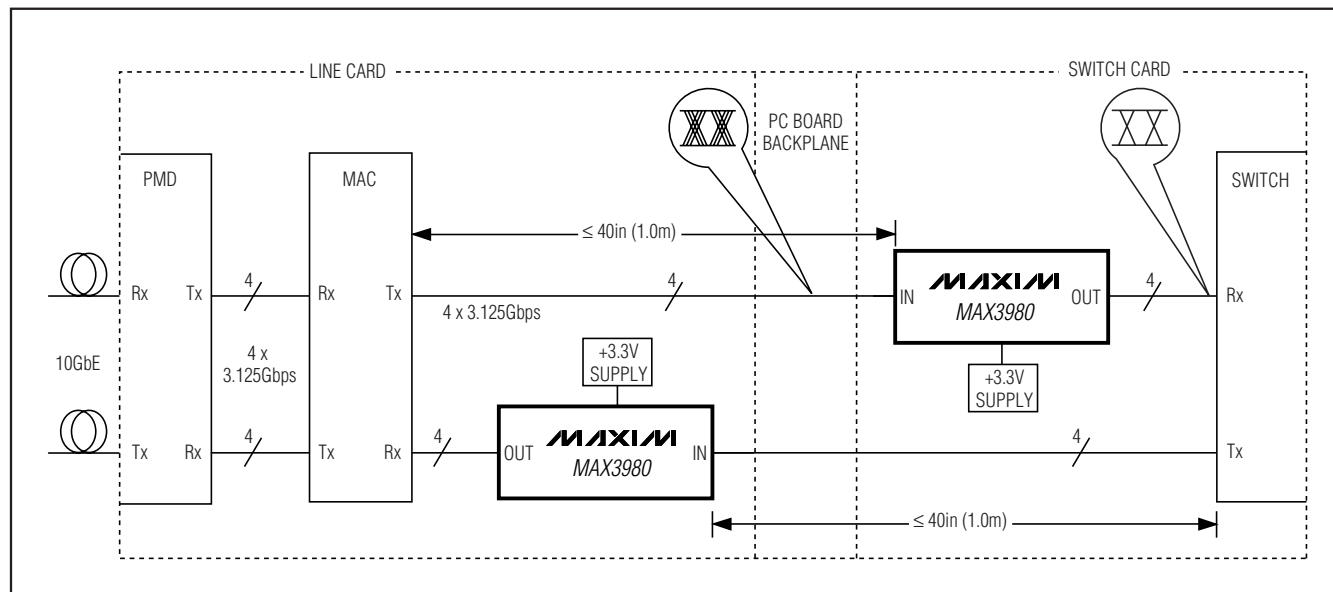 LINE CARD
SWITCH CARD
PC BOARD
BACKPLANE
PMD
MAC
SWITCH
≤ 40in (1.0m)
Rx
4
Tx
Rx
Tx
4
4 x 3.125Gbps
IN
MAXIM
MAX3980
OUT
4
Rx
10GbE
4 x
3.125Gbps
+3.3V
SUPPLY
+3.3V
SUPPLY
Tx
4
Rx
Tx
Rx
4
OUT
MAXIM
MAX3980
IN
4
Tx
≤ 40in (1.0m)